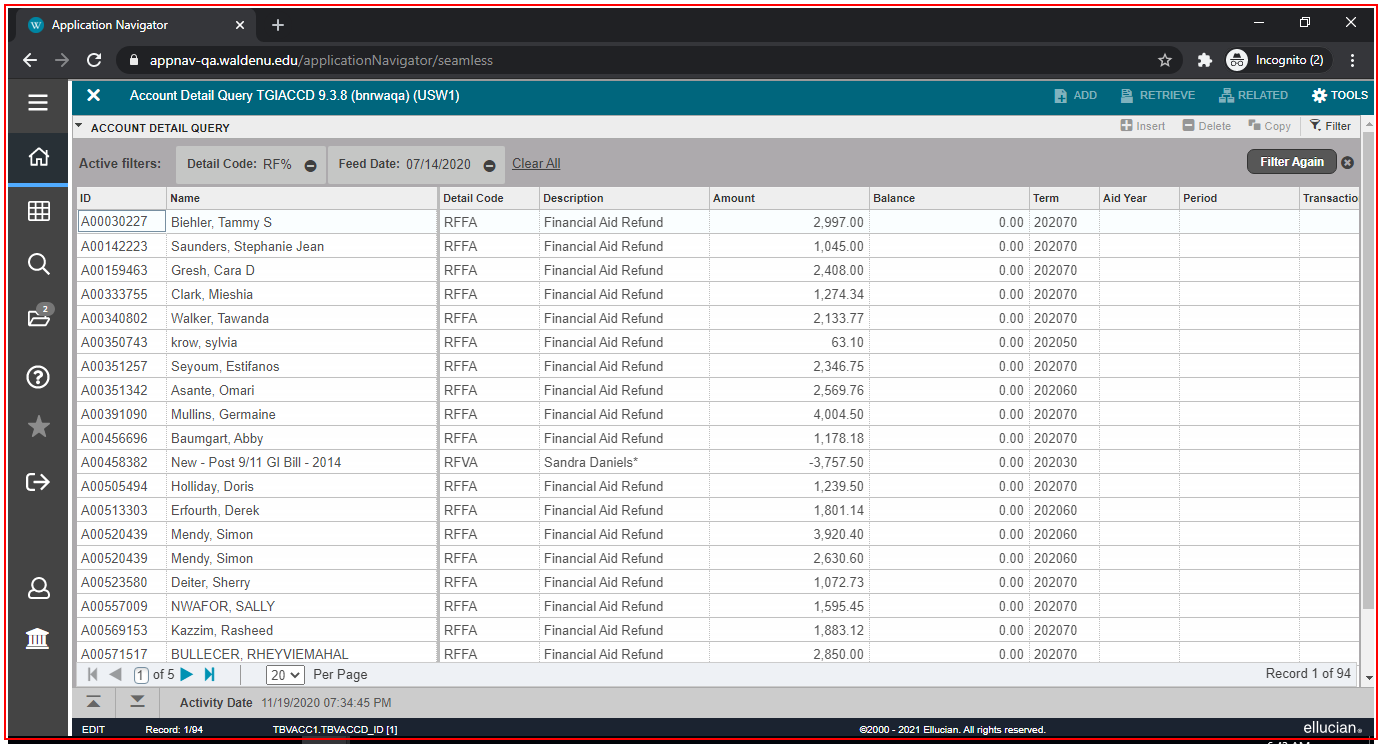 W Application Navigator
appnav-qa.waldenu.edu/applicationNavigator/seamless
Incognito (2)
Account Detail Query TGIACCD 9.3.8 (bnrwaqa) (USW1)
ADD RETRIEVE RELATED TOOLS
ACCOUNT DETAIL QUERY Insert Delete Copy Filter
Active filters: Detail Code: RF% Feed Date: 07/14/2020 Clear All Filter Again
ID Name Detail Code Description Amount Balance Term Aid Year Period Transactio
A00030227 Biehler, Tammy S RFFA Financial Aid Refund 2,997.00 0.00 202070
A00142223 Saunders, Stephanie Jean RFFA Financial Aid Refund 1,045.00 0.00 202070
A00159463 Gresh, Cara D RFFA Financial Aid Refund 2,408.00 0.00 202070
A00333755 Clark, Mieshia RFFA Financial Aid Refund 1,274.34 0.00 202070
A00340802 Walker, Tawanda RFFA Financial Aid Refund 2,133.77 0.00 202070
A00350743 krow, sylvia RFFA Financial Aid Refund 63.10 0.00 202050
A00351257 Seyoum, Estifanos RFFA Financial Aid Refund 2,346.75 0.00 202070
A00351342 Asante, Omari RFFA Financial Aid Refund 2,569.76 0.00 202060
A00391090 Mullins, Germaine RFFA Financial Aid Refund 4,004.50 0.00 202070
A00456696 Baumgart, Abby RFFA Financial Aid Refund 1,178.18 0.00 202070
A00458382 New - Post 9/11 GI Bill - 2014 RFVA Sandra Daniels* -3,757.50 0.00 202030
A00505494 Holliday, Doris RFFA Financial Aid Refund 1,239.50 0.00 202070
A00513303 Erfourth, Derek RFFA Financial Aid Refund 1,801.14 0.00 202060
A00520439 Mendy, Simon RFFA Financial Aid Refund 3,920.40 0.00 202060
A00520439 Mendy, Simon RFFA Financial Aid Refund 2,630.60 0.00 202060
A00523580 Deiter, Sherry RFFA Financial Aid Refund 1,072.73 0.00 202070
A00557009 NWAFOR, SALLY RFFA Financial Aid Refund 1,595.45 0.00 202070
A00569153 Kazzim, Rasheed RFFA Financial Aid Refund 1,883.12 0.00 202070
A00571517 BULLECER, RHEYVIEMAHAL RFFA Financial Aid Refund 2,850.00 0.00 202070
2
1 of 5 20 Per Page Record 1 of 94
Activity Date 11/19/2020 07:34:45 PM
EDIT Record: 1/94 TBVACC1.TBVACCD_ID [1] ©2000 - 2021 Ellucian. All rights reserved. ellucian